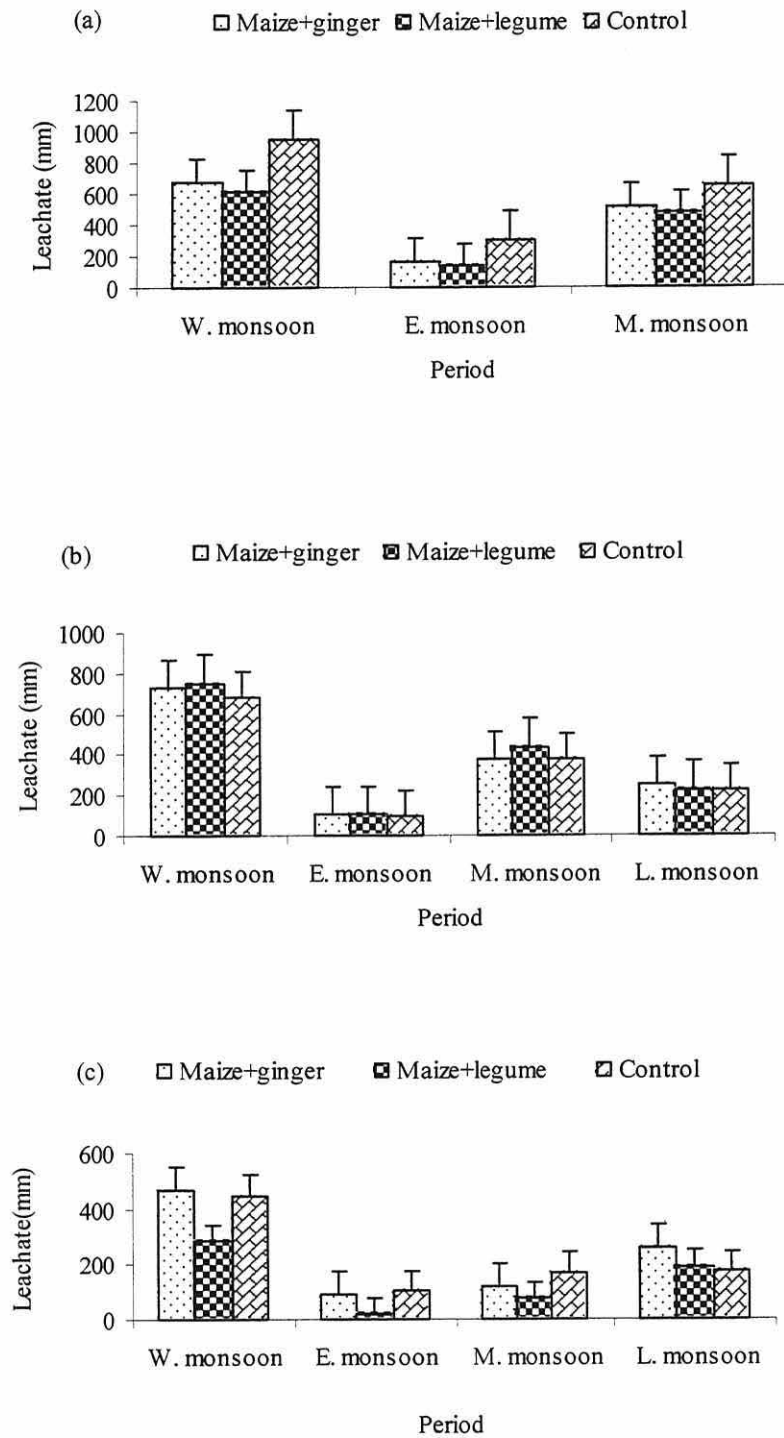 (a) Maize+ginger Maize+legume Control
1200
1000
800
600
400
200
0
Leachate (mm)
W. monsoon E. monsoon M. monsoon
Period
(b) Maize+ginger Maize+legume Control
1000
800
600
400
200
0
Leachate (mm)
W. monsoon E. monsoon M. monsoon L. monsoon
Period
(c) Maize+ginger Maize+legume Control
600
400
200
0
Leachate(mm)
W. monsoon E. monsoon M. monsoon L. monsoon
Period